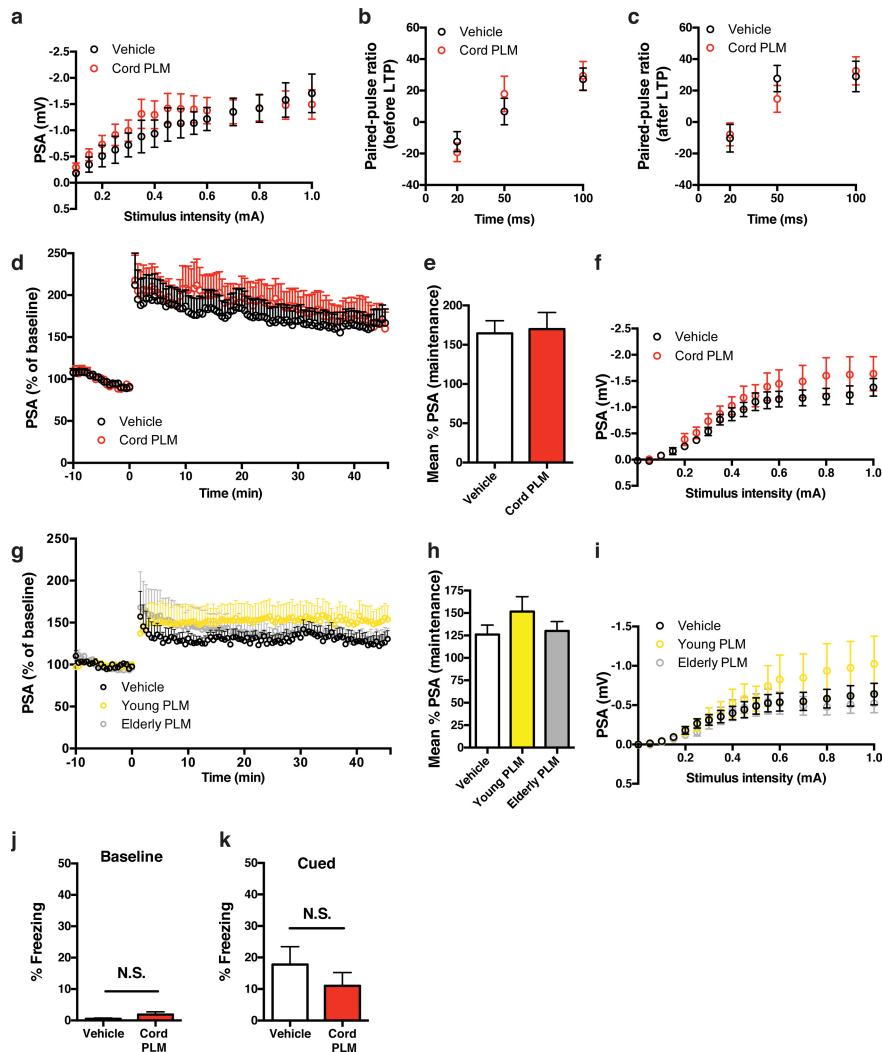 a
-2.5
-2.0
-1.5
-1.0
-0.5
0.0
0.5
PSA (mV)
Vehicle
Cord PLM
0.2 0.4 0.6 0.8 1.0
Stimulus intensity (mA)
b
60
40
20
0
-20
-40
Paired-pulse ratio
(before LTP)
Vehicle
Cord PLM
0 20 50 100
Time (ms)
c
60
40
20
0
-20
-40
Paired-pulse ratio
(after LTP)
Vehicle
Cord PLM
0 20 50 100
Time (ms)
d
250
200
150
100
50
PSA (% of baseline)
Vehicle
Cord PLM
-10 0 10 20 30 40
Time (min)
e
200
150
100
50
0
Mean % PSA (maintenance)
Vehicle
Cord PLM
f
-2.5
-2.0
-1.5
-1.0
-0.5
0.0
0.5
PSA (mV)
Vehicle
Cord PLM
0.2 0.4 0.6 0.8 1.0
Stimulus intensity (mA)
g
250
200
150
100
50
PSA (% of baseline)
Vehicle
Young PLM
Elderly PLM
-10 0 10 20 30 40
Time (min)
h
175
150
125
100
75
50
25
0
Mean % PSA (maintenance)
Vehicle
Young PLM
Elderly PLM
i
-1.5
-1.0
-0.5
0.0
0.5
PSA (mV)
Vehicle
Young PLM
Elderly PLM
0.2 0.4 0.6 0.8 1.0
Stimulus intensity (mA)
j
Baseline
50
40
30
20
10
0
% Freezing
N.S.
Vehicle Cord
PLM
k
Cued
50
40
30
20
10
0
% Freezing
N.S.
Vehicle Cord
PLM